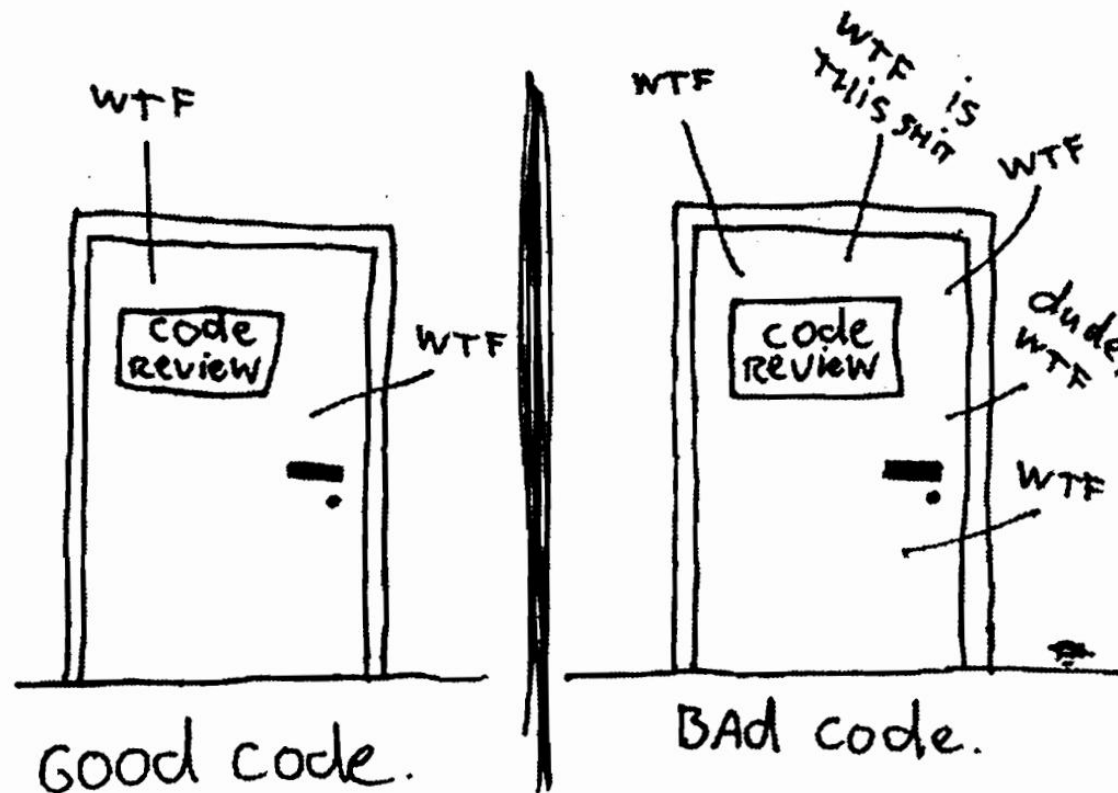 WTF
code
REViEW
WTF
GOOd code.
WTF
WTF is
THiS SHiT
WTF
code
REViEW
dude,
WTF
WTF
BAd code.